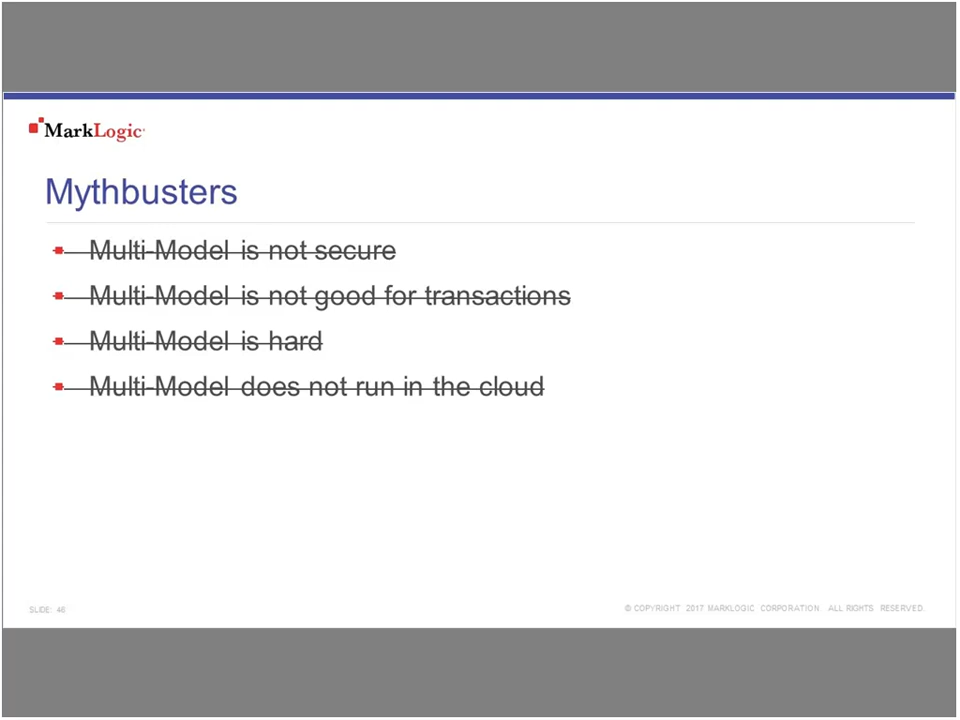 MarkLogic
Mythbusters
Multi-Model is not secure
Multi-Model is not good for transactions
Multi-Model is hard
Multi-Model does not run in the cloud
SLIDE: 46
© COPYRIGHT 2017 MARKLOGIC CORPORATION. ALL RIGHTS RESERVED.